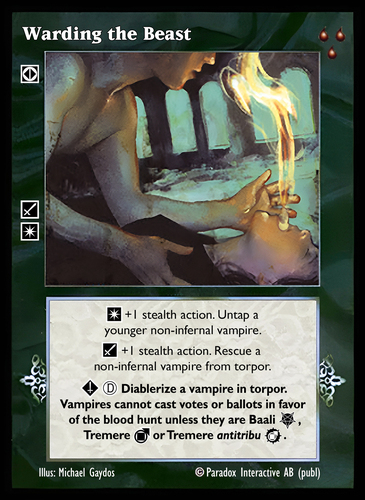 Warding the Beast
+1 stealth action. Untap a
younger non-infernal vampire.
+1 stealth action. Rescue a
non-infernal vampire from torpor.
D Diablerize a vampire in torpor.
Vampires cannot cast votes or ballots in favor
of the blood hunt unless they are Baali ,
Tremere or Tremere antitribu .
Illus: Michael Gaydos © Paradox Interactive AB (publ)